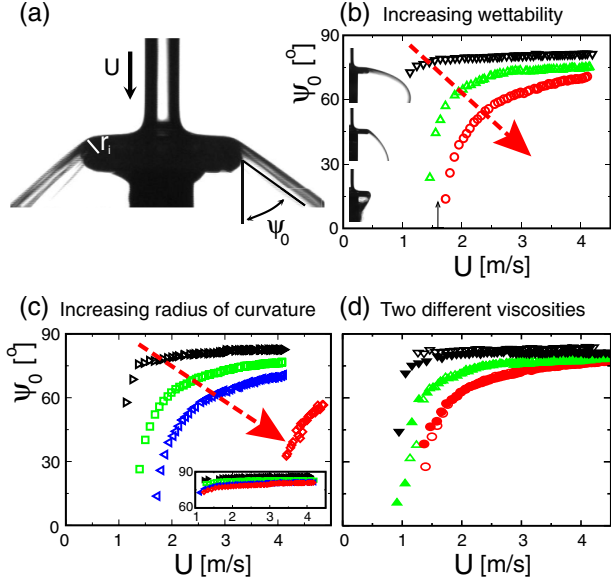 (a)
U
r_i
ψ_0
(b) Increasing wettability
ψ_0 [°]
90
60
30
0
0 1 2 3 4
U [m/s]
(c) Increasing radius of curvature
ψ_0 [°]
90
60
30
0
90
60
1 2 3 4
0 1 2 3 4
U [m/s]
(d) Two different viscosities
0 1 2 3 4
U [m/s]